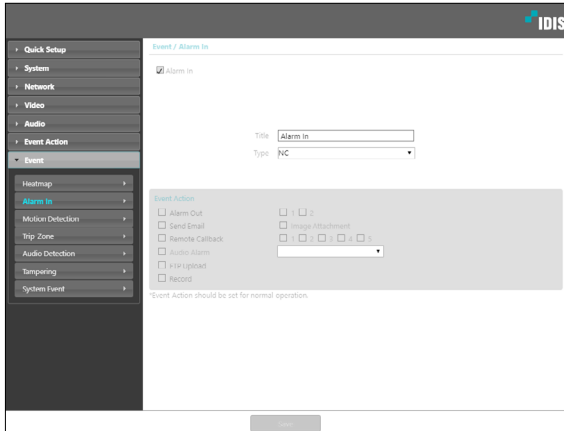 IDIS
Quick Setup
System
Network
Video
Audio
Event Action
Event
Heatmap
Alarm In
Motion Detection
Trip Zone
Audio Detection
Tampering
System Event
Event / Alarm In
Alarm In
Title Alarm In
Type NC
Event Action
Alarm Out 1 2
Send Email Image Attachment
Remote Callback 1 2 3 4 5
Audio Alarm
FTP Upload
Record
*Event Action should be set for normal operation.
Save